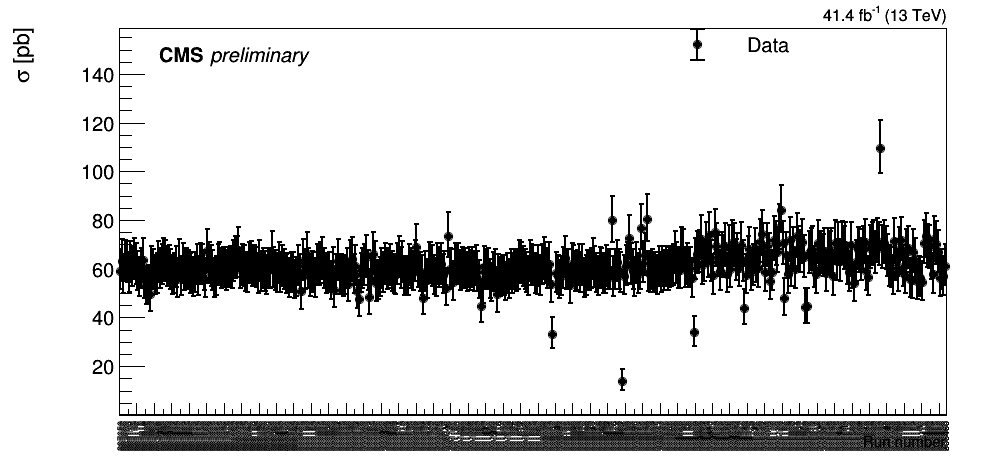 41.4 fb⁻¹ (13 TeV)
σ [pb]
CMS preliminary
Data
140
120
100
80
60
40
20
Run number